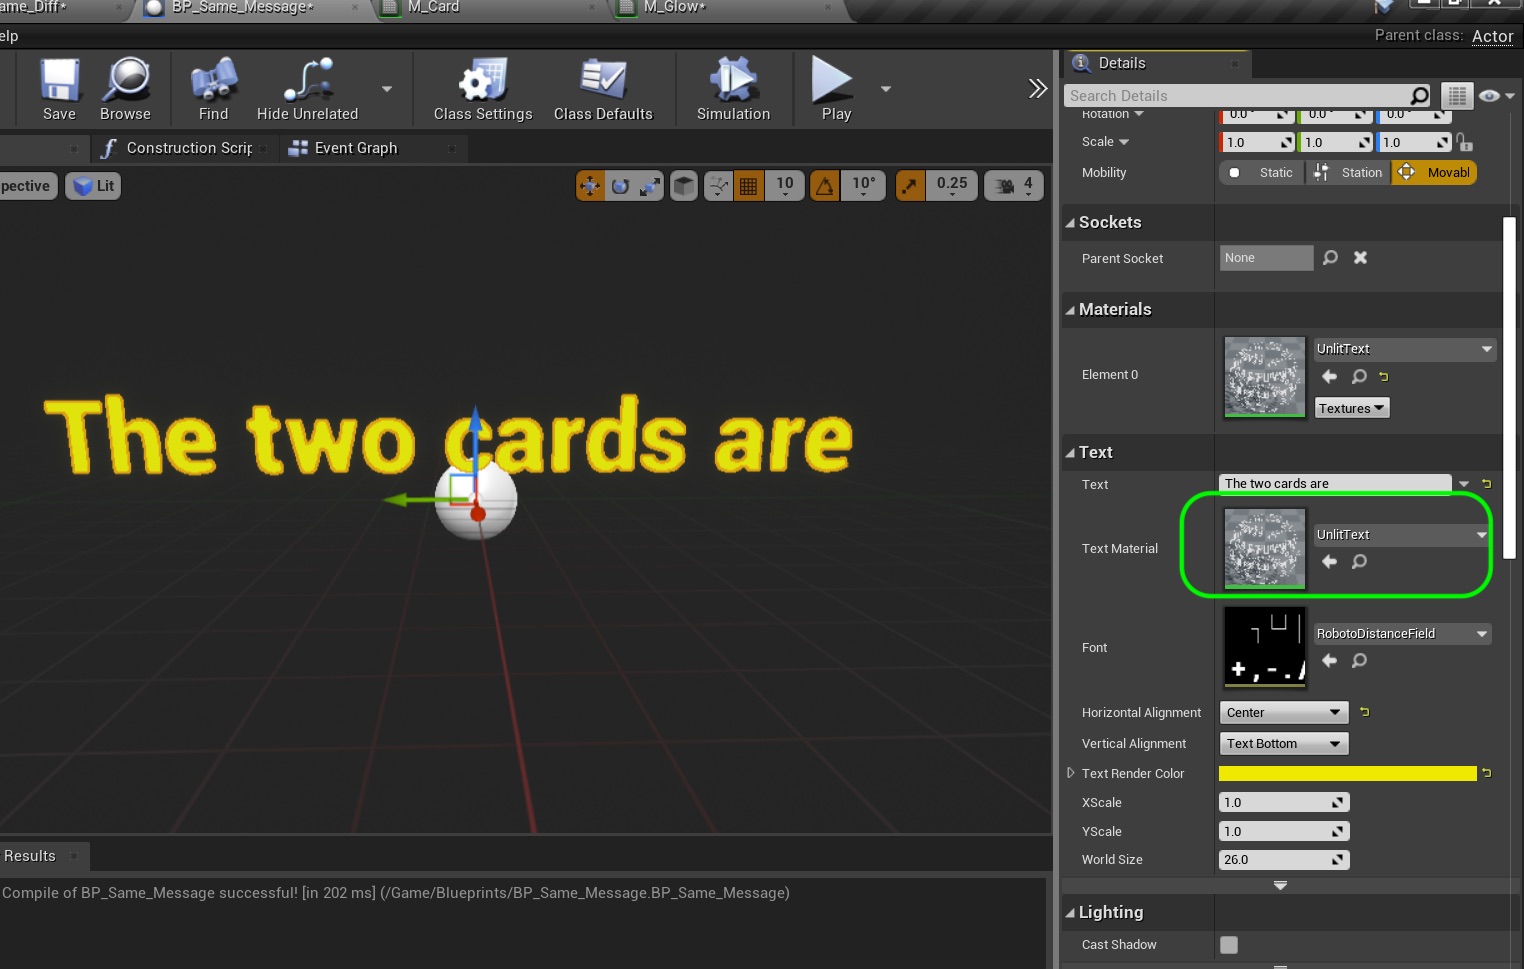 ame_Diff*
BP_Same_Message*
M_Card
M_Glow*
elp
Parent class: Actor
Save
Browse
Find
Hide Unrelated
Class Settings
Class Defaults
Simulation
Play
Construction Scrip
Event Graph
pective
Lit
10
10°
0.25
4
The two cards are
Results
Compile of BP_Same_Message successful! [in 202 ms] (/Game/Blueprints/BP_Same_Message.BP_Same_Message)
Details
Search Details
Rotation 0.0° 0.0° 0.0°
Scale 1.0 1.0 1.0
Mobility Static Station Movabl
Sockets
Parent Socket None
Materials
Element 0 UnlitText
Textures
Text
Text The two cards are
Text Material UnlitText
Font RobotoDistanceField
+ , - . /
Horizontal Alignment Center
Vertical Alignment Text Bottom
Text Render Color
XScale 1.0
YScale 1.0
World Size 26.0
Lighting
Cast Shadow